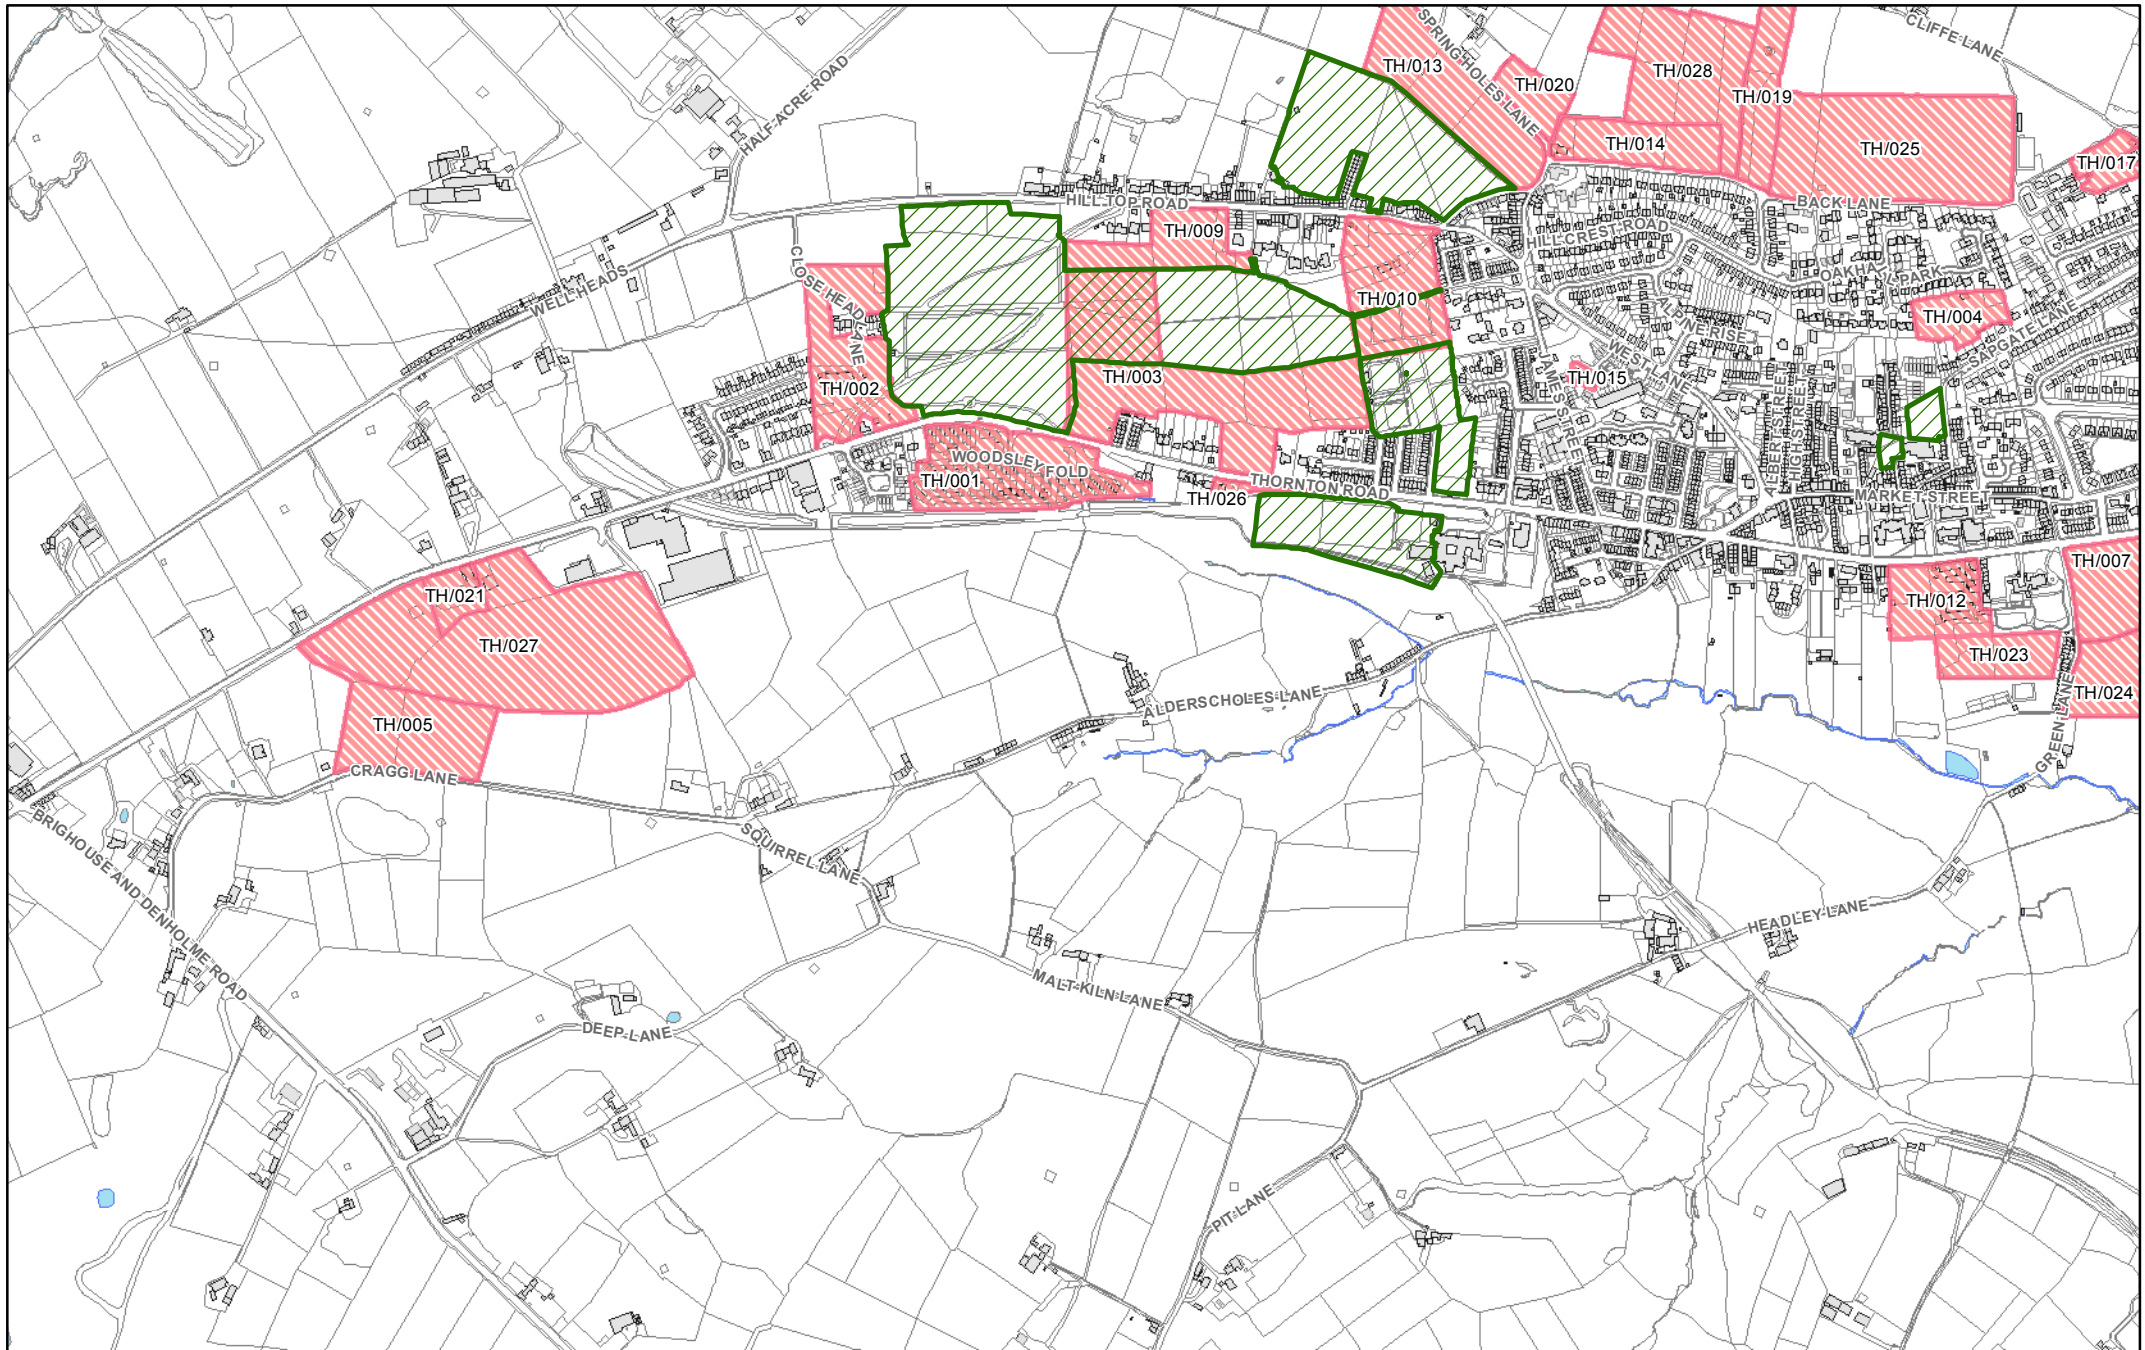 SPRING HOLES LANE
CLIFFE LANE
TH/013
TH/020
TH/028
TH/019
HALF ACRE ROAD
TH/014
TH/025
TH/017
HILL TOP ROAD
BACK LANE
TH/009
HILL CREST ROAD
OAKHALL PARK
CLOSE HEAD LANE
WELL HEADS
TH/010
ALPINE RISE
TH/004
SAPGATE LANE
WEST LANE
TH/002
TH/003
TH/015
JAMES STREET
ALBERT STREET
HIGH STREET
WOODSLEY FOLD
TH/001
TH/026
THORNTON ROAD
MARKET STREET
TH/007
TH/021
TH/012
TH/027
TH/023
TH/024
GREEN LANE
ALDERSCHOLES LANE
TH/005
CRAGG LANE
SQUIRREL LANE
BRIGHOUSE AND DENHOLME ROAD
HEADLEY LANE
MALT KILN LANE
DEEP LANE
PIT LANE